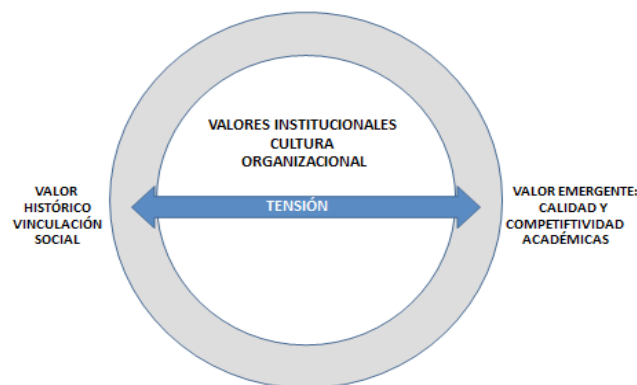 VALORES INSTITUCIONALES
CULTURA
ORGANIZACIONAL
VALOR
HISTÓRICO
VINCULACIÓN
SOCIAL
TENSIÓN
VALOR EMERGENTE:
CALIDAD Y
COMPETIFTIVIDAD
ACADÉMICAS